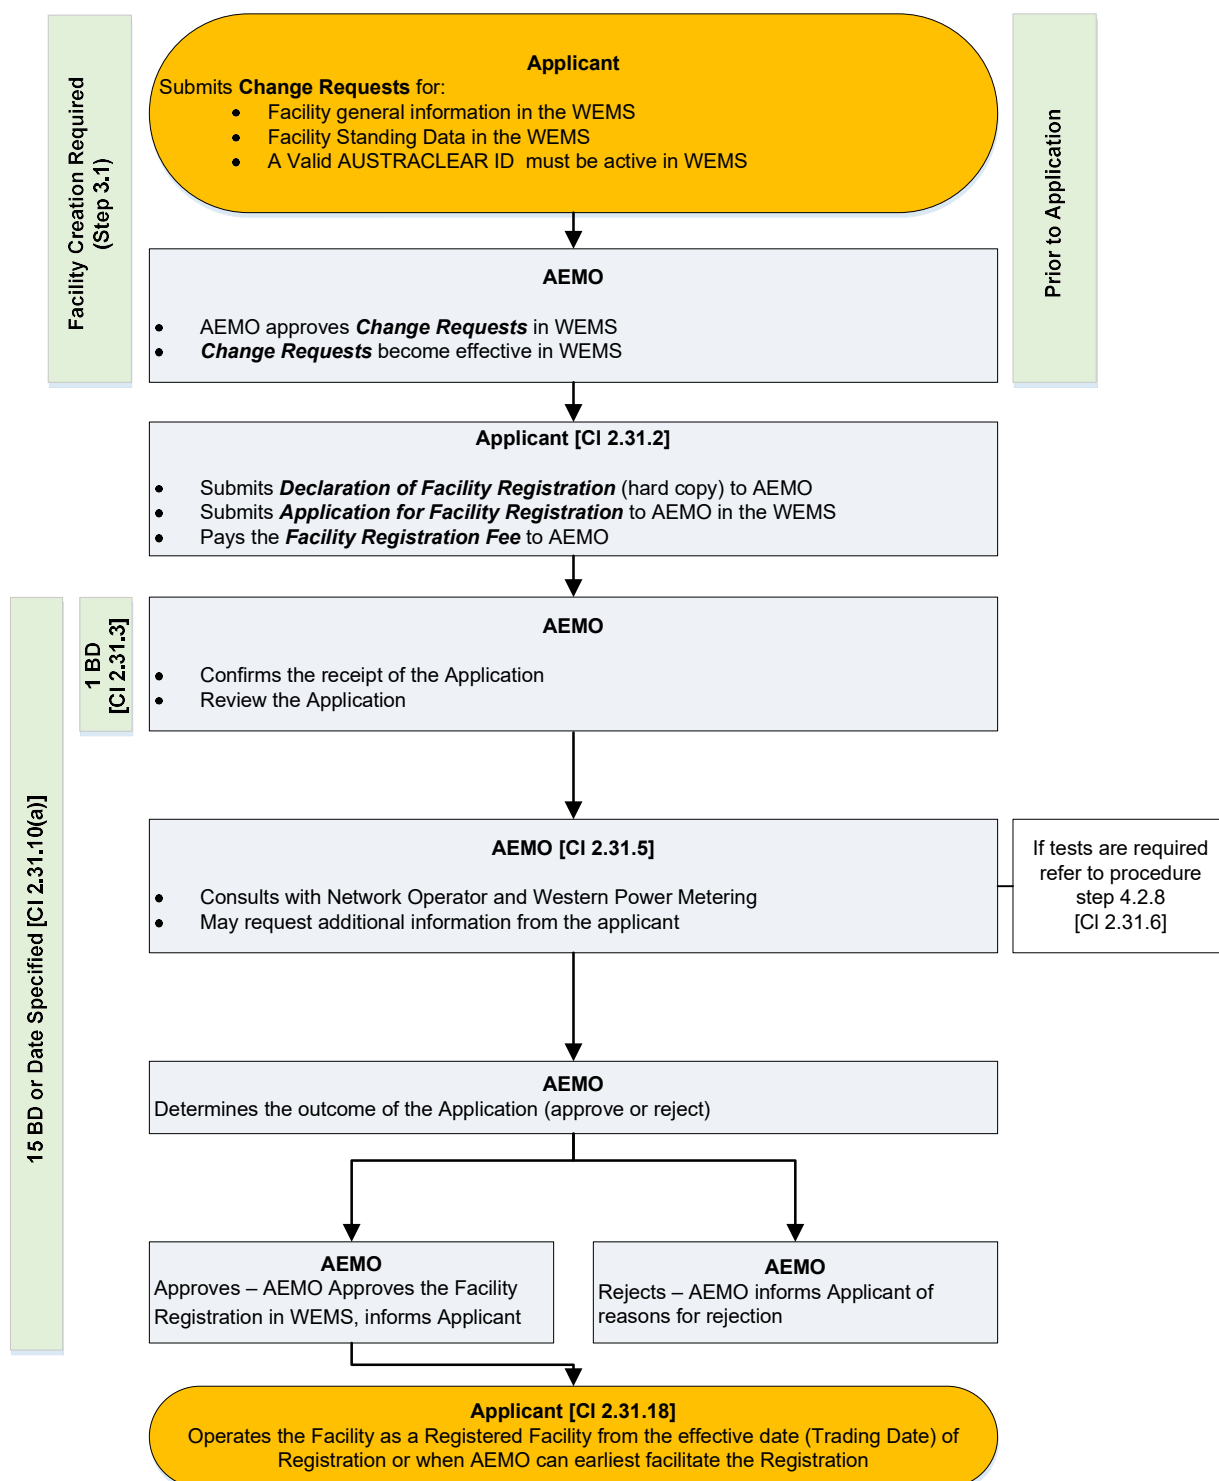 Facility Creation Required
(Step 3.1)
Applicant
Submits Change Requests for:
• Facility general information in the WEMS
• Facility Standing Data in the WEMS
• A Valid AUSTRACLEAR ID must be active in WEMS
Prior to Application
AEMO
• AEMO approves Change Requests in WEMS
• Change Requests become effective in WEMS
Applicant [Cl 2.31.2]
• Submits Declaration of Facility Registration (hard copy) to AEMO
• Submits Application for Facility Registration to AEMO in the WEMS
• Pays the Facility Registration Fee to AEMO
15 BD or Date Specified [Cl 2.31.10(a)]
1 BD
[Cl 2.31.3]
AEMO
• Confirms the receipt of the Application
• Review the Application
AEMO [Cl 2.31.5]
• Consults with Network Operator and Western Power Metering
• May request additional information from the applicant
If tests are required
refer to procedure
step 4.2.8
[Cl 2.31.6]
AEMO
Determines the outcome of the Application (approve or reject)
AEMO
Approves – AEMO Approves the Facility
Registration in WEMS, informs Applicant
AEMO
Rejects – AEMO informs Applicant of
reasons for rejection
Applicant [Cl 2.31.18]
Operates the Facility as a Registered Facility from the effective date (Trading Date) of
Registration or when AEMO can earliest facilitate the Registration